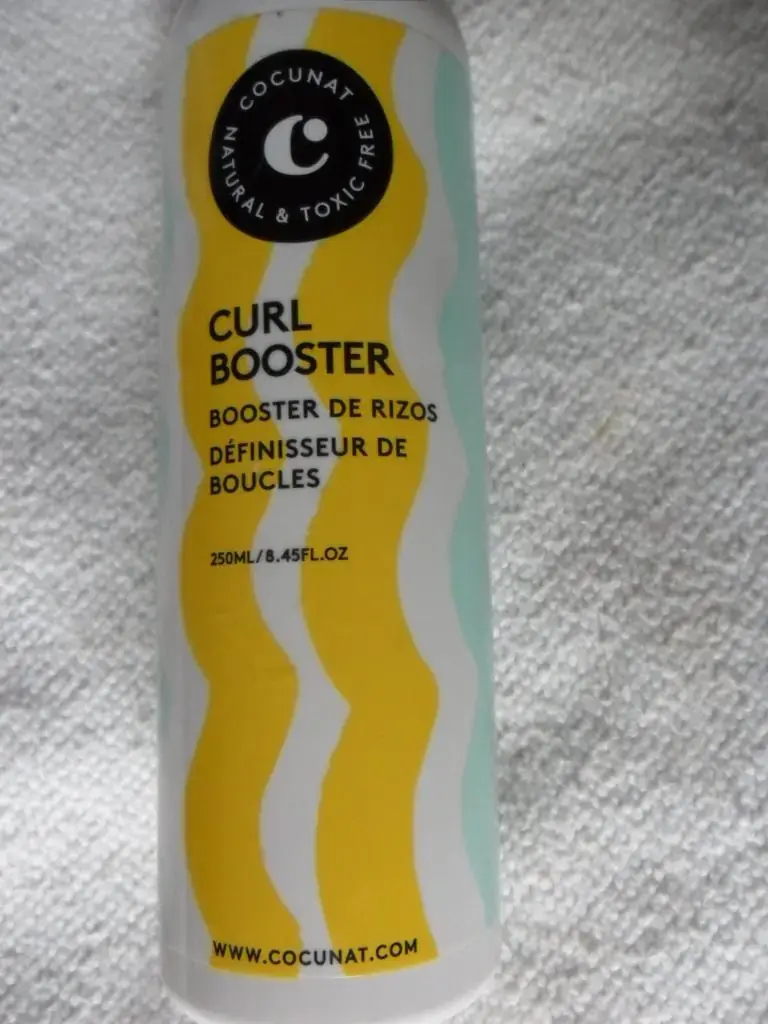 COCUNAT
NATURAL & TOXIC FREE
C
CURL
BOOSTER
BOOSTER DE RIZOS
DÉFINISSEUR DE
BOUCLES
250ML/8.45FL.OZ
WWW.COCUNAT.COM